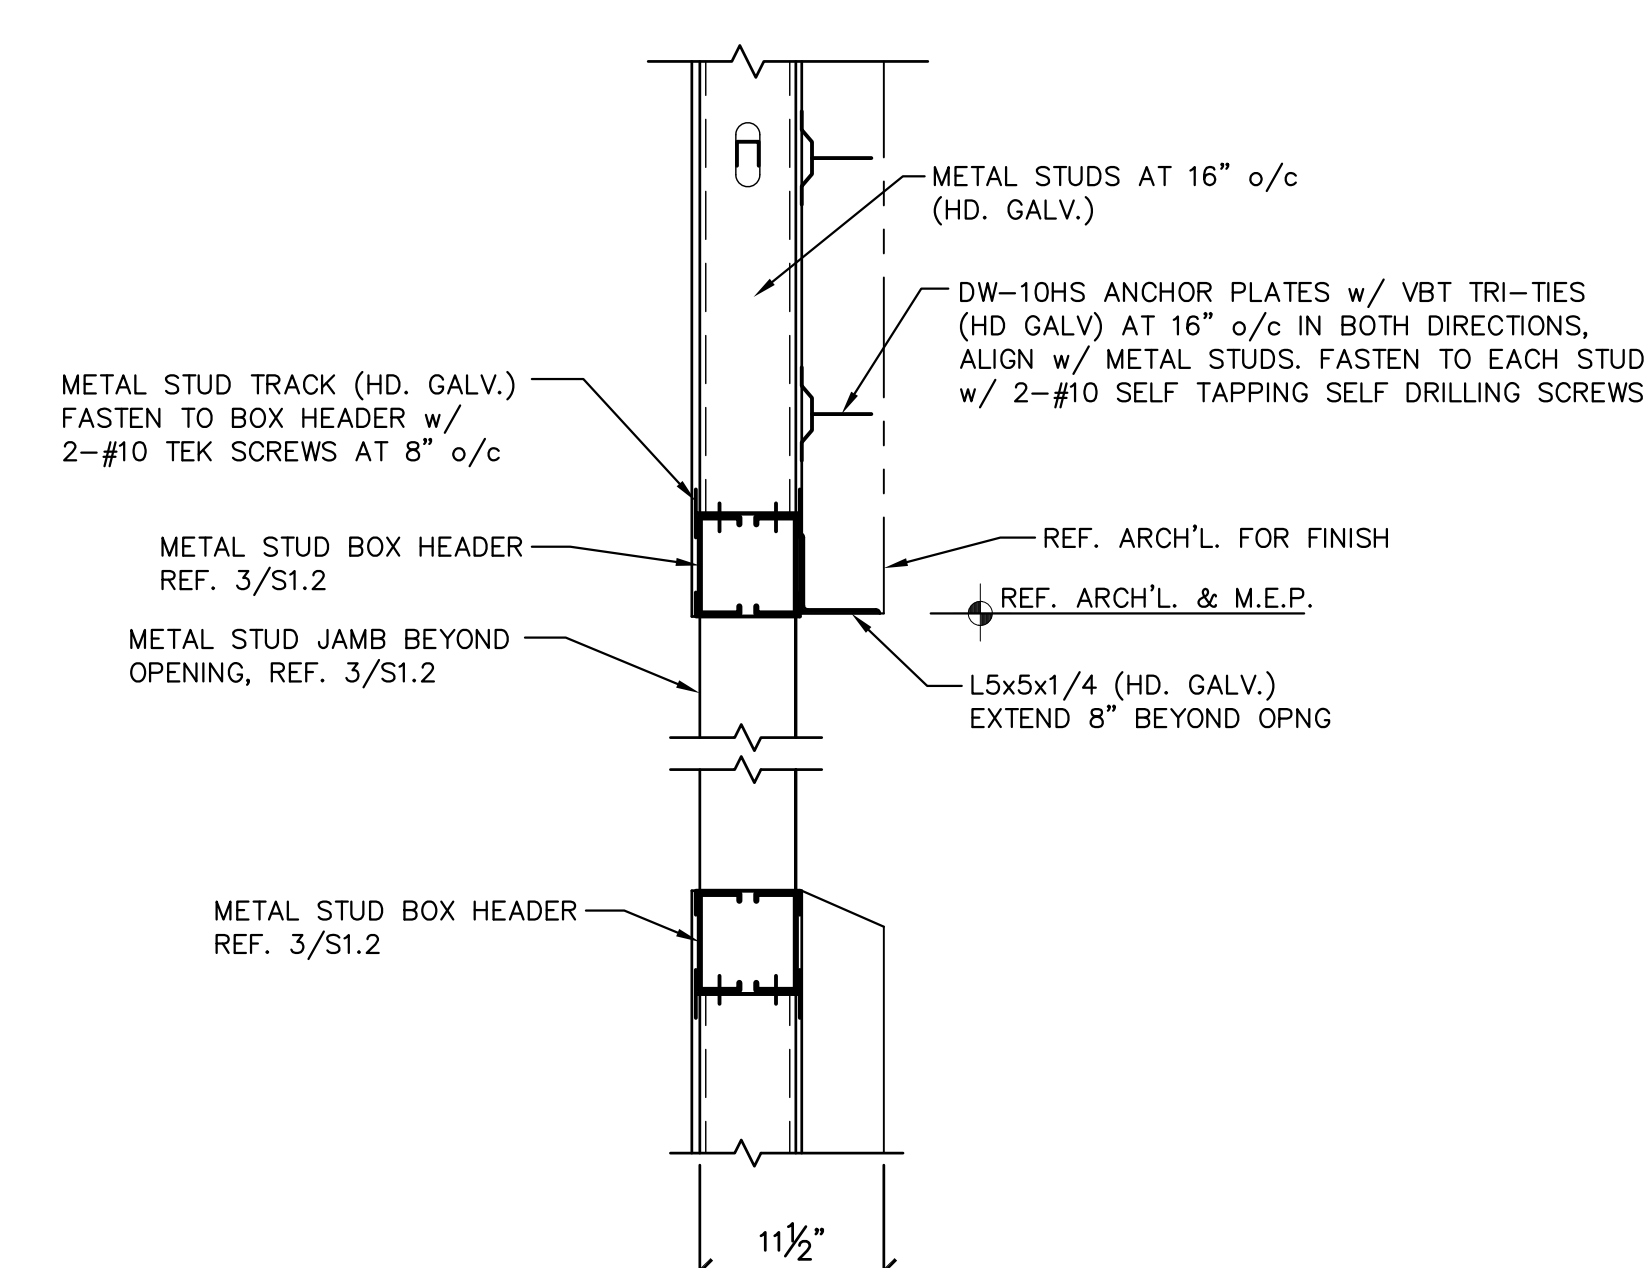 METAL STUDS AT 16” o/c
(HD. GALV.)
DW–10HS ANCHOR PLATES w/ VBT TRI–TIES
(HD GALV) AT 16” o/c IN BOTH DIRECTIONS,
ALIGN w/ METAL STUDS. FASTEN TO EACH STUD
w/ 2–#10 SELF TAPPING SELF DRILLING SCREWS
METAL STUD TRACK (HD. GALV.)
FASTEN TO BOX HEADER w/
2–#10 TEK SCREWS AT 8” o/c
METAL STUD BOX HEADER
REF. 3/S1.2
REF. ARCH'L. FOR FINISH
REF. ARCH'L. & M.E.P.
METAL STUD JAMB BEYOND
OPENING, REF. 3/S1.2
L5x5x1/4 (HD. GALV.)
EXTEND 8” BEYOND OPNG
METAL STUD BOX HEADER
REF. 3/S1.2
11½”